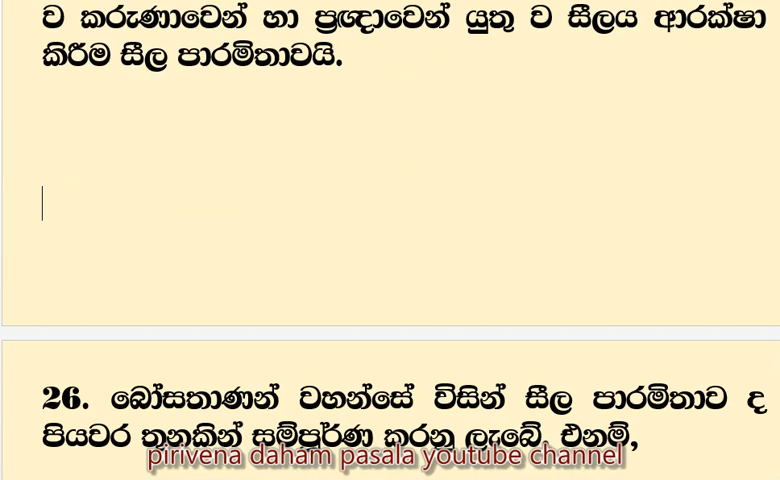 ව කරුණාවෙන් හා ප්‍රඥාවෙන් යුතු ව සීලය ආරක්ෂා
කිරීම සීල පාරමිතාවයි.
26. බෝසතාණන් වහන්සේ විසින් සීල පාරමිතාව ද
පියවර තුනකින් සම්පූර්ණ කරනු ලැබේ. එනම්,
pirivena daham pasala youtube channel